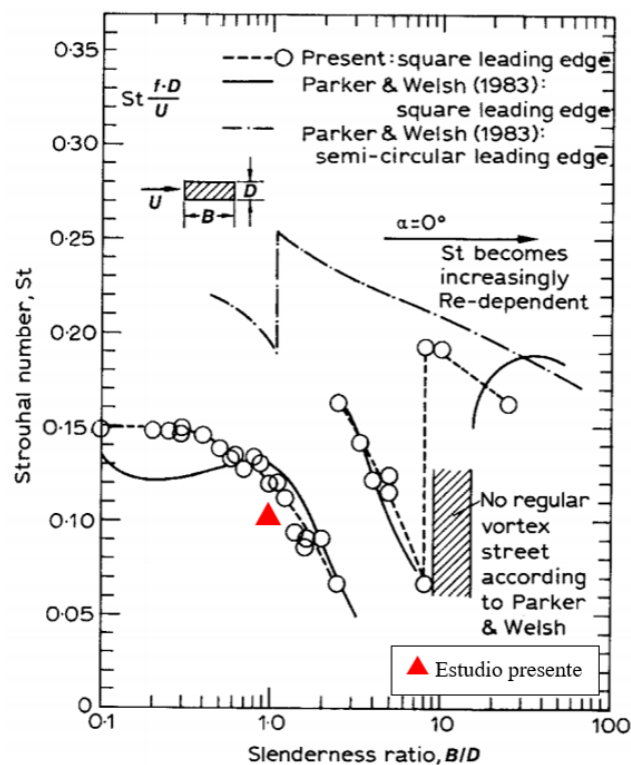 0·35
0·30
0·25
0·20
0·15
0·10
0·05
0
Strouhal number, St
St f·D
U
Present: square leading edge
Parker & Welsh (1983):
square leading edge
Parker & Welsh (1983):
semi-circular leading edge
U
D
B
α=0°
St becomes
increasingly
Re-dependent
No regular
vortex
street
according
to Parker
& Welsh
Estudio presente
0·1
1·0
10
100
Slenderness ratio, B/D